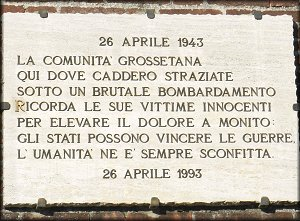 26 APRILE 1943
LA COMUNITA' GROSSETANA
QUI DOVE CADDERO STRAZIATE
SOTTO UN BRUTALE BOMBARDAMENTO
RICORDA LE SUE VITTIME INNOCENTI
PER ELEVARE IL DOLORE A MONITO:
GLI STATI POSSONO VINCERE LE GUERRE,
L'UMANITA' NE E' SEMPRE SCONFITTA.
26 APRILE 1993